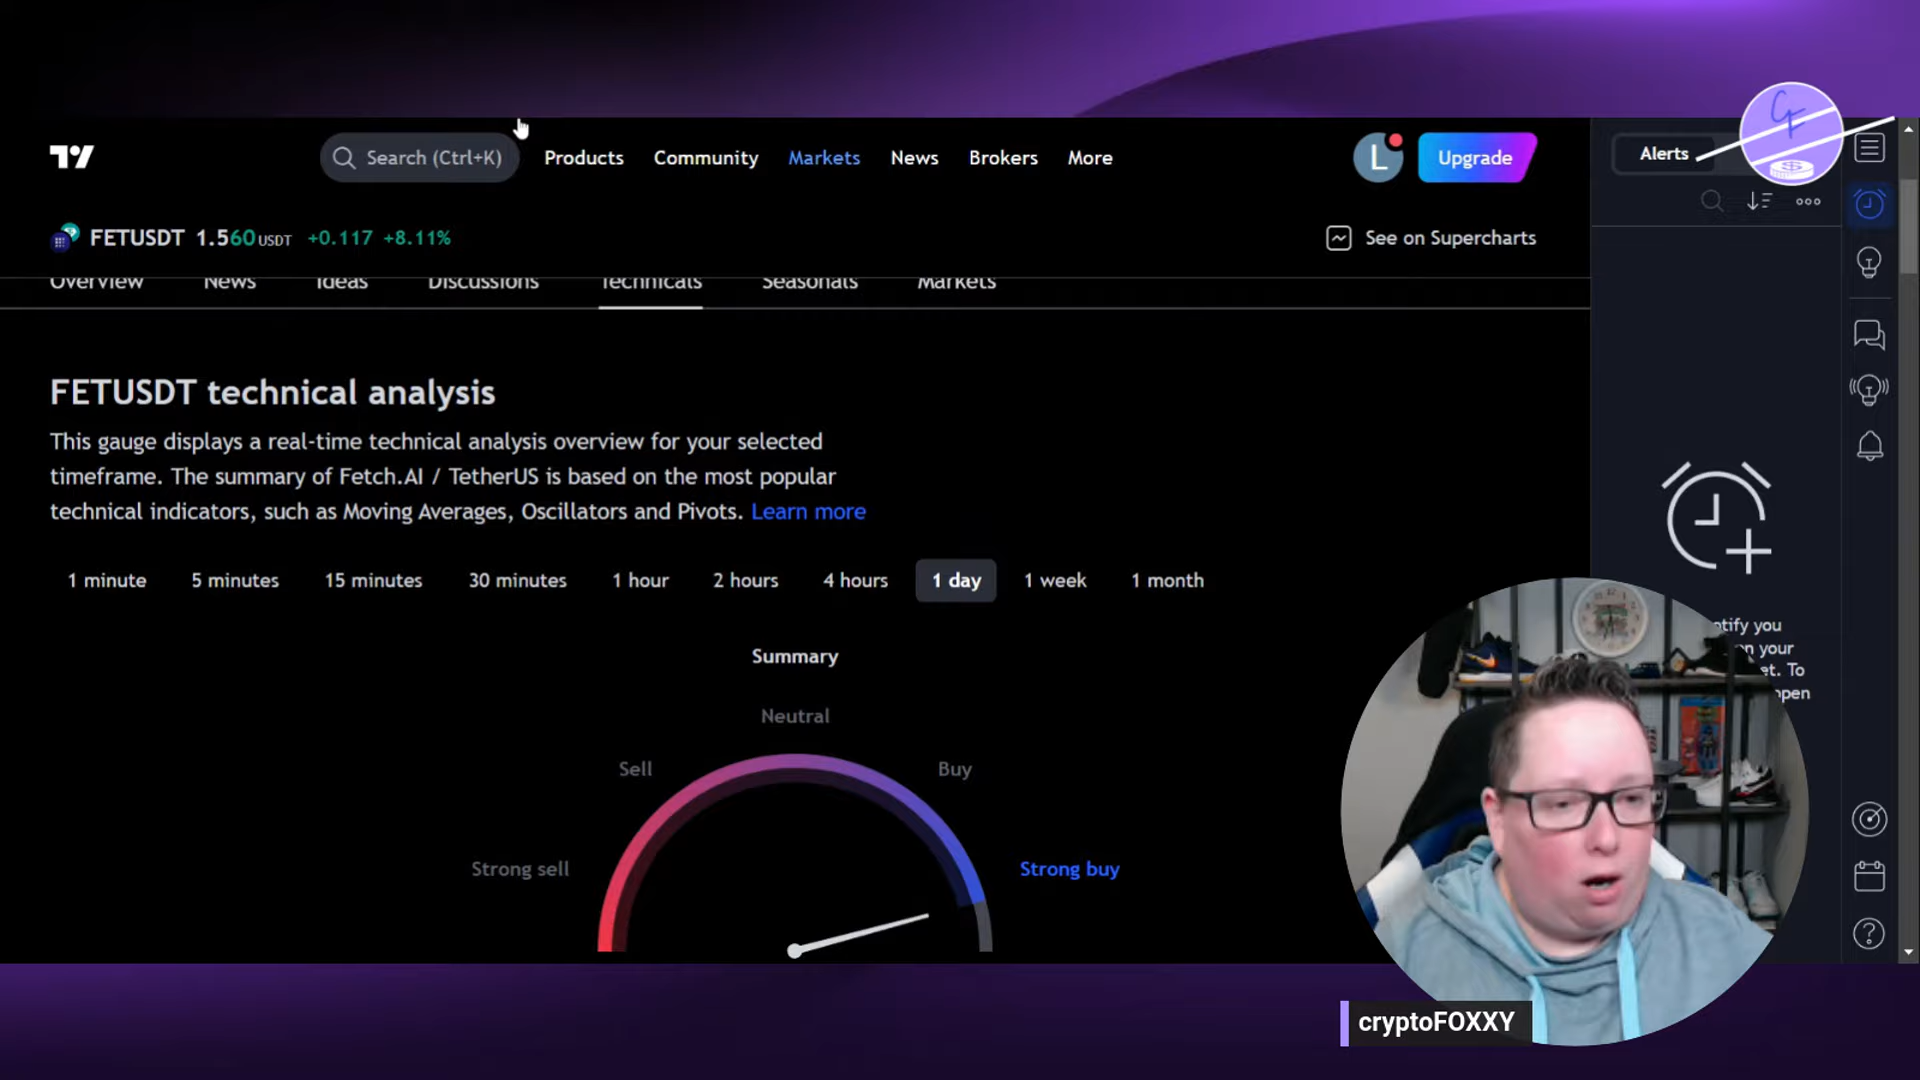 Search (Ctrl+K)
Products
Community
Markets
News
Brokers
More
L
Upgrade
Alerts
FETUSDT 1.560 USDT +0.117 +8.11%
See on Supercharts
Overview
News
Ideas
Discussions
Technicals
Seasonals
Markets
FETUSDT technical analysis
This gauge displays a real-time technical analysis overview for your selected
timeframe. The summary of Fetch.AI / TetherUS is based on the most popular
technical indicators, such as Moving Averages, Oscillators and Pivots. Learn more
1 minute
5 minutes
15 minutes
30 minutes
1 hour
2 hours
4 hours
1 day
1 week
1 month
Summary
Neutral
Sell
Buy
Strong sell
Strong buy
you
your
To
open
cryptoFOXXY